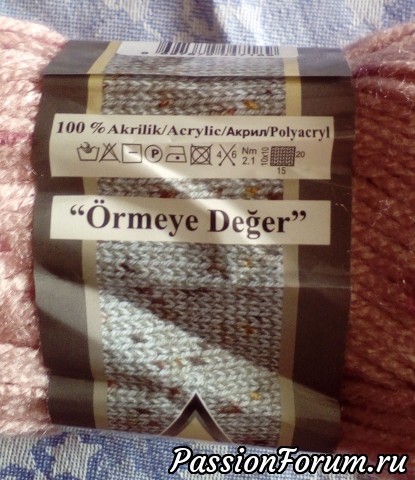 100 % Akrilik/Acrylic/Акрил/Polyacryl
P 4 6 Nm 2.1 10x10 20 15
“Örmeye Değer”
PassionForum.ru